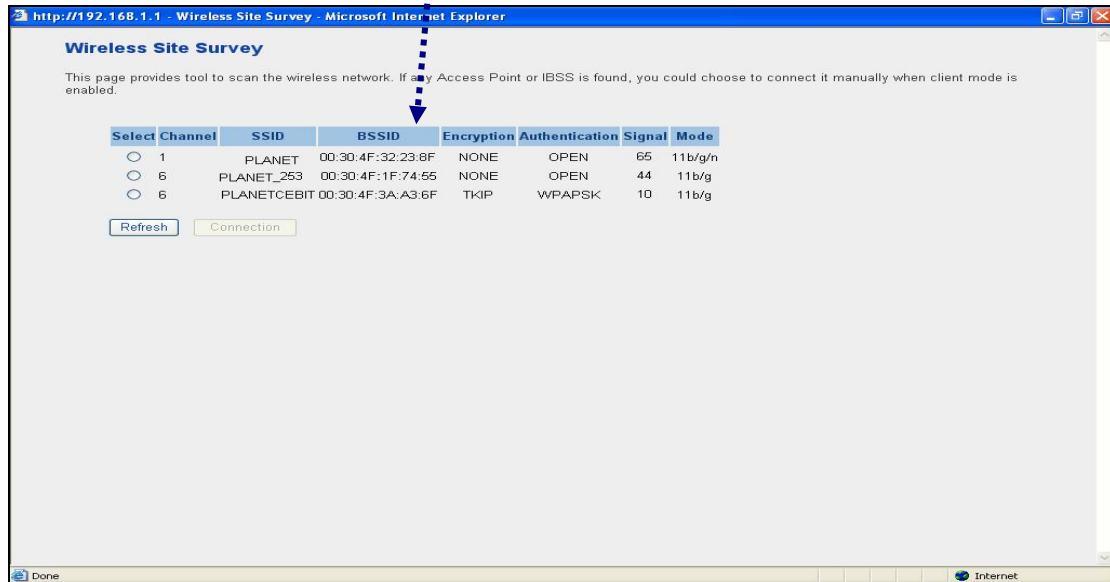 http://192.168.1.1 - Wireless Site Survey - Microsoft Internet Explorer
Wireless Site Survey
This page provides tool to scan the wireless network. If any Access Point or IBSS is found, you could choose to connect it manually when client mode is
enabled.
Select Channel SSID BSSID Encryption Authentication Signal Mode
1 PLANET 00:30:4F:32:23:8F NONE OPEN 65 11b/g/n
6 PLANET_253 00:30:4F:1F:74:55 NONE OPEN 44 11b/g
6 PLANETCEBIT 00:30:4F:3A:A3:6F TKIP WPAPSK 10 11b/g
Refresh Connection
Done Internet